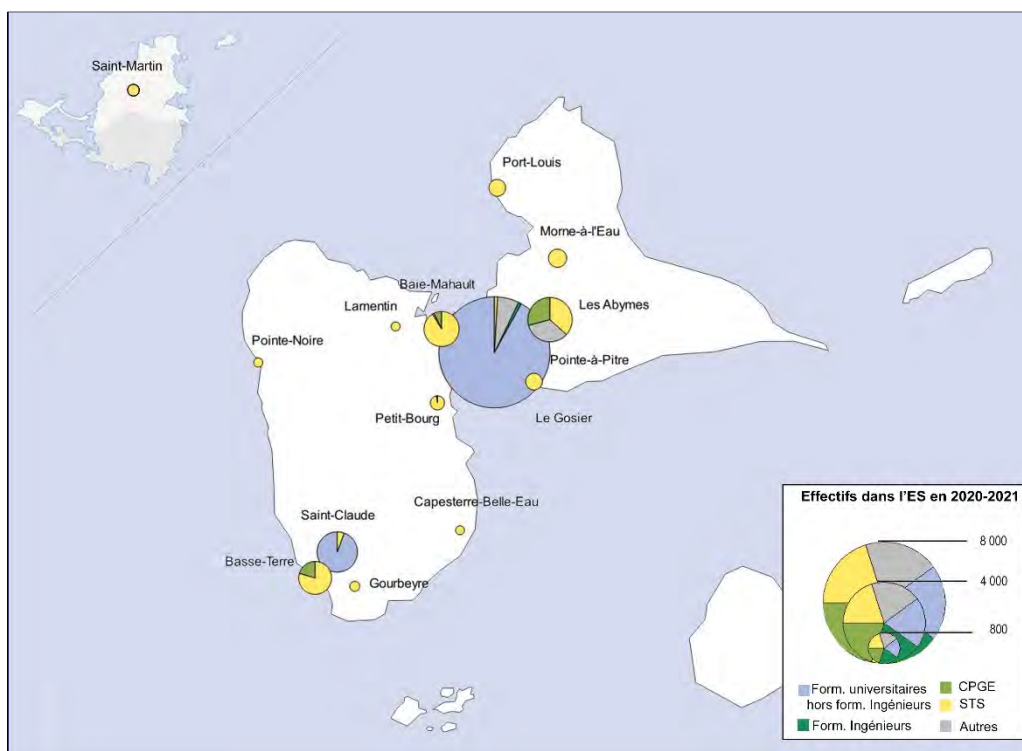 Saint-Martin
Port-Louis
Morne-à-l'Eau
Baie-Mahault
Lamentin
Les Abymes
Pointe-Noire
Pointe-à-Pitre
Petit-Bourg
Le Gosier
Capesterre-Belle-Eau
Saint-Claude
Basse-Terre
Gourbeyre
Effectifs dans l'ES en 2020-2021
8 000
4 000
800
Form. universitaires
hors form. Ingénieurs
Form. Ingénieurs
CPGE
STS
Autres